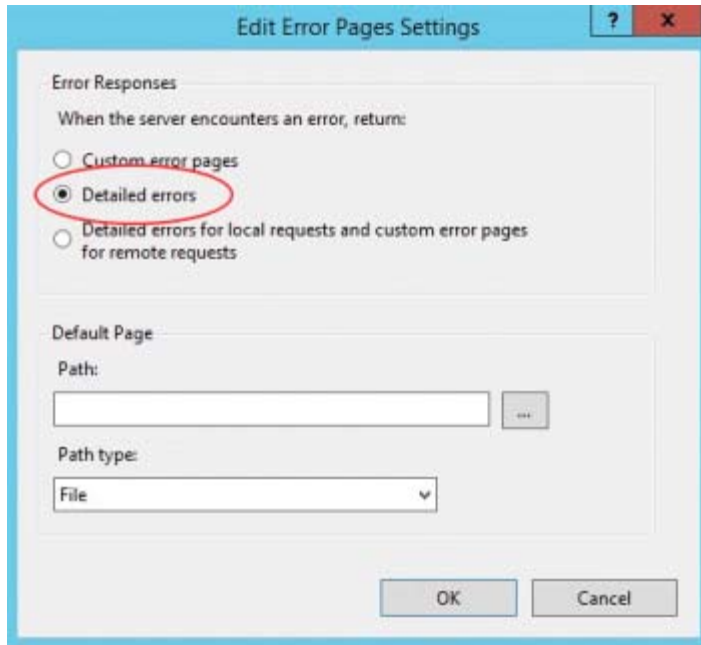 Edit Error Pages Settings
?
x
Error Responses
When the server encounters an error, return:
Custom error pages
Detailed errors
Detailed errors for local requests and custom error pages
for remote requests
Default Page
Path:
...
Path type:
File
OK
Cancel